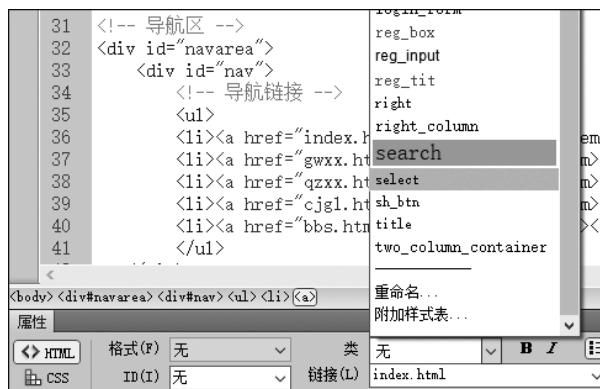 31 <!-- 导航区 -->
32 <div id="navarea">
33 <div id="nav">
34 <!-- 导航链接 -->
35 <ul>
36 <li><a href="index.h
37 <li><a href="gwxx.ht
38 <li><a href="qzxx.ht
39 <li><a href="cjgl.ht
40 <li><a href="bbs.htm
41 </ul>
login_form
reg_box
reg_input
reg_tit
right
right_column
search
select
sh_btn
title
two_column_container
重命名...
附加样式表...
<body> <div#navarea> <div#nav> <ul> <li> <a>
属性
<> HTML 格式(F) 无 类 无 B I
CSS ID(I) 无 链接(L) index.html